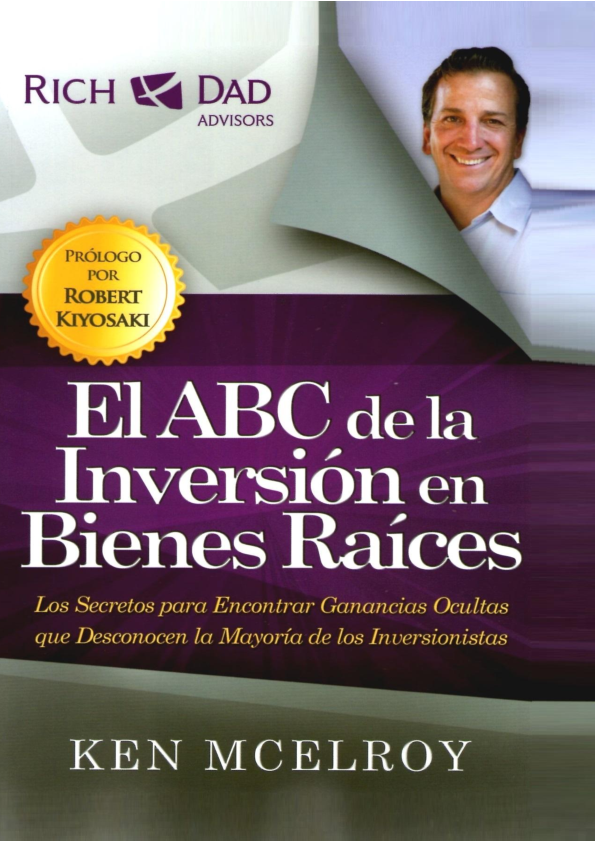 RICH DAD
ADVISORS
PRÓLOGO
POR
ROBERT
KIYOSAKI
El ABC de la
Inversión en
Bienes Raíces
Los Secretos para Encontrar Ganancias Ocultas
que Desconocen la Mayoría de los Inversionistas
KEN MCELROY